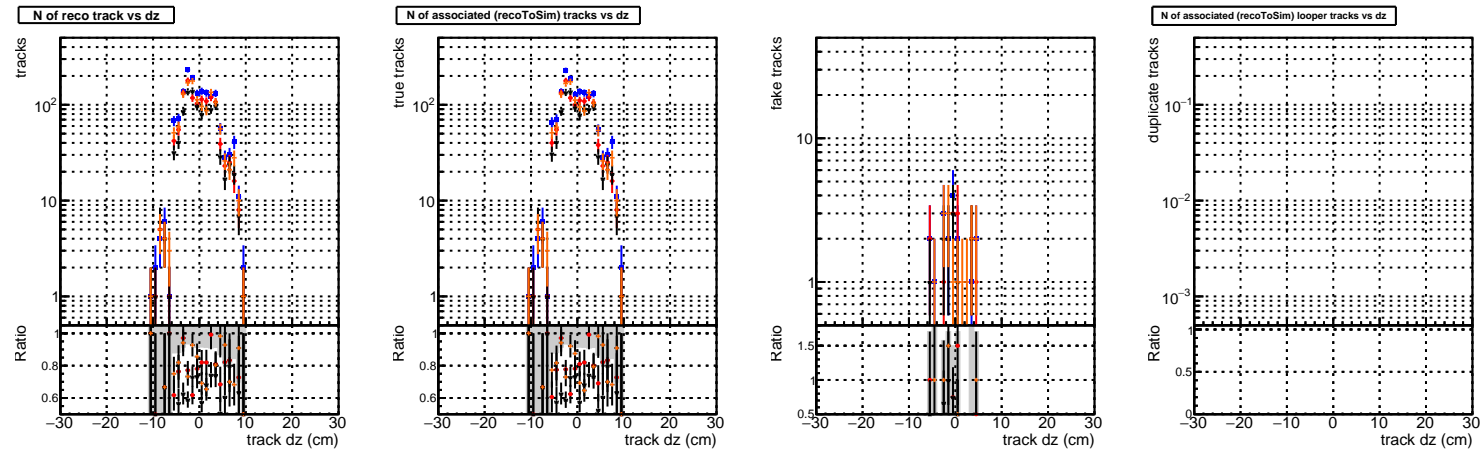 N of reco track vs dz
tracks
10²
10
1
Ratio
1
0.8
0.6
−30 −20 −10 0 10 20 30
track dz (cm)
N of associated (recoToSim) tracks vs dz
true tracks
10²
10
1
Ratio
1
0.8
0.6
−30 −20 −10 0 10 20 30
track dz (cm)
fake tracks
10
1
Ratio
1.5
1
0.5
−30 −20 −10 0 10 20 30
track dz (cm)
N of associated (recoToSim) looper tracks vs dz
duplicate tracks
10⁻¹
10⁻²
10⁻³
Ratio
1
0.5
0
−30 −20 −10 0 10 20 30
track dz (cm)